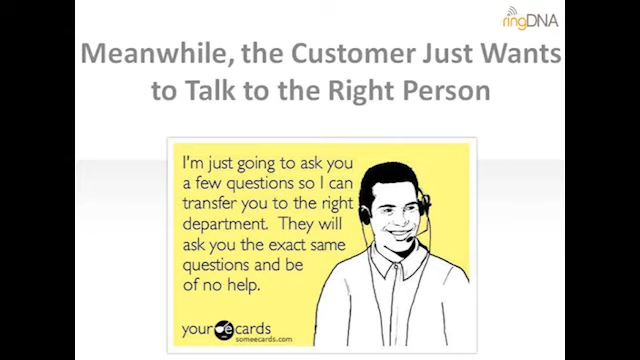 ringDNA
Meanwhile, the Customer Just Wants
to Talk to the Right Person
I'm just going to ask you
a few questions so I can
transfer you to the right
department. They will
ask you the exact same
questions and be
of no help.
your e cards
someecards.com